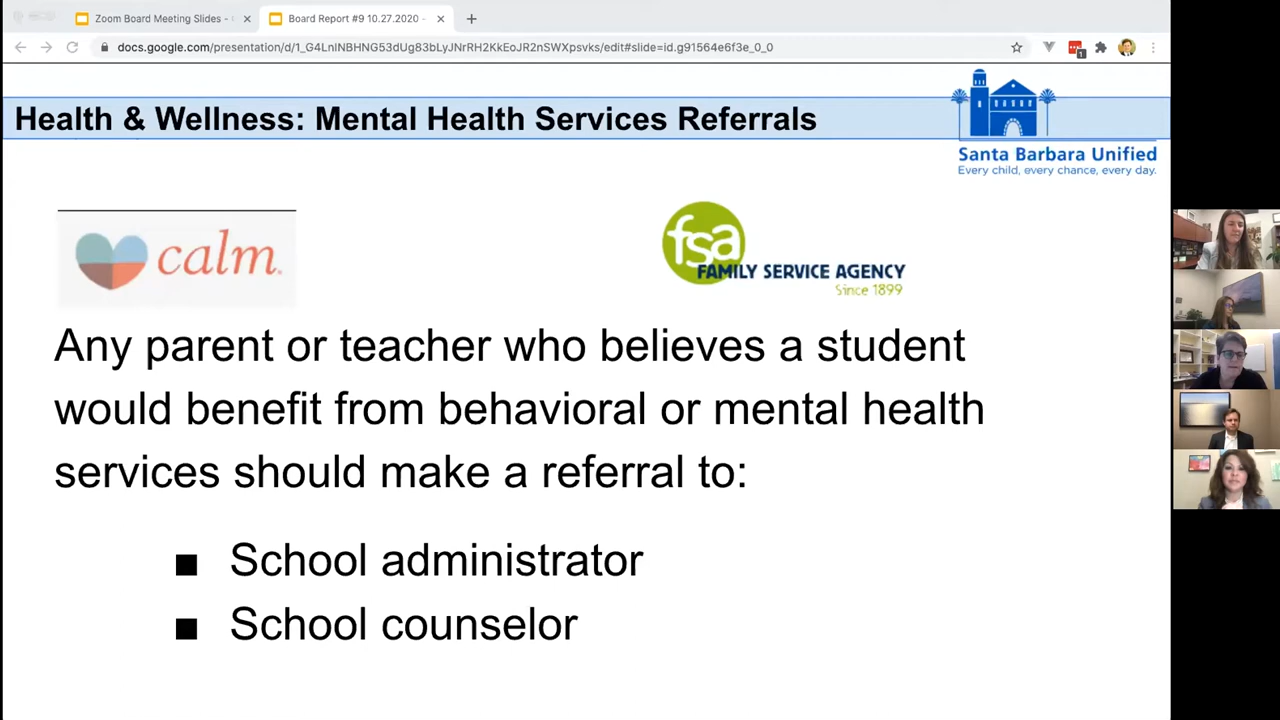 Zoom Board Meeting Slides -
Board Report #9 10.27.2020 -
docs.google.com/presentation/d/1_G4LnINBHNG53dUg83bLyJNrRH2KkEoJR2nSWXpsvks/edit#slide=id.g91564e6f3e_0_0
1
Health & Wellness: Mental Health Services Referrals
Santa Barbara Unified
Every child, every chance, every day.
calm®
fsa
FAMILY SERVICE AGENCY
Since 1899
Any parent or teacher who believes a student
would benefit from behavioral or mental health
services should make a referral to:
■ School administrator
■ School counselor